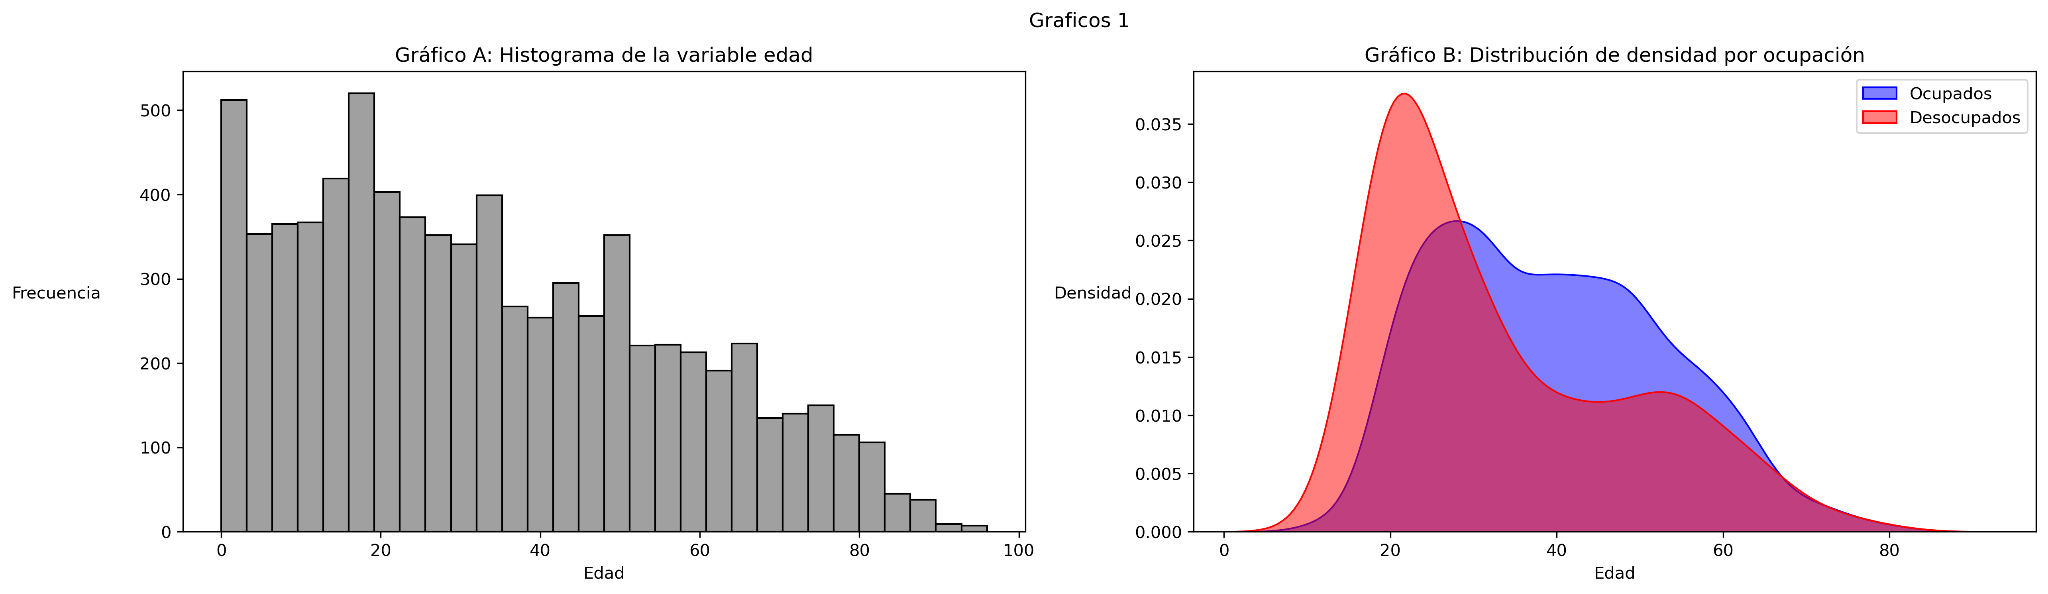 Graficos 1
Gráfico A: Histograma de la variable edad
500
400
300
200
100
0
Frecuencia
0 20 40 60 80 100
Edad
Gráfico B: Distribución de densidad por ocupación
Ocupados
Desocupados
0.035
0.030
0.025
0.020
0.015
0.010
0.005
0.000
Densidad
0 20 40 60 80
Edad